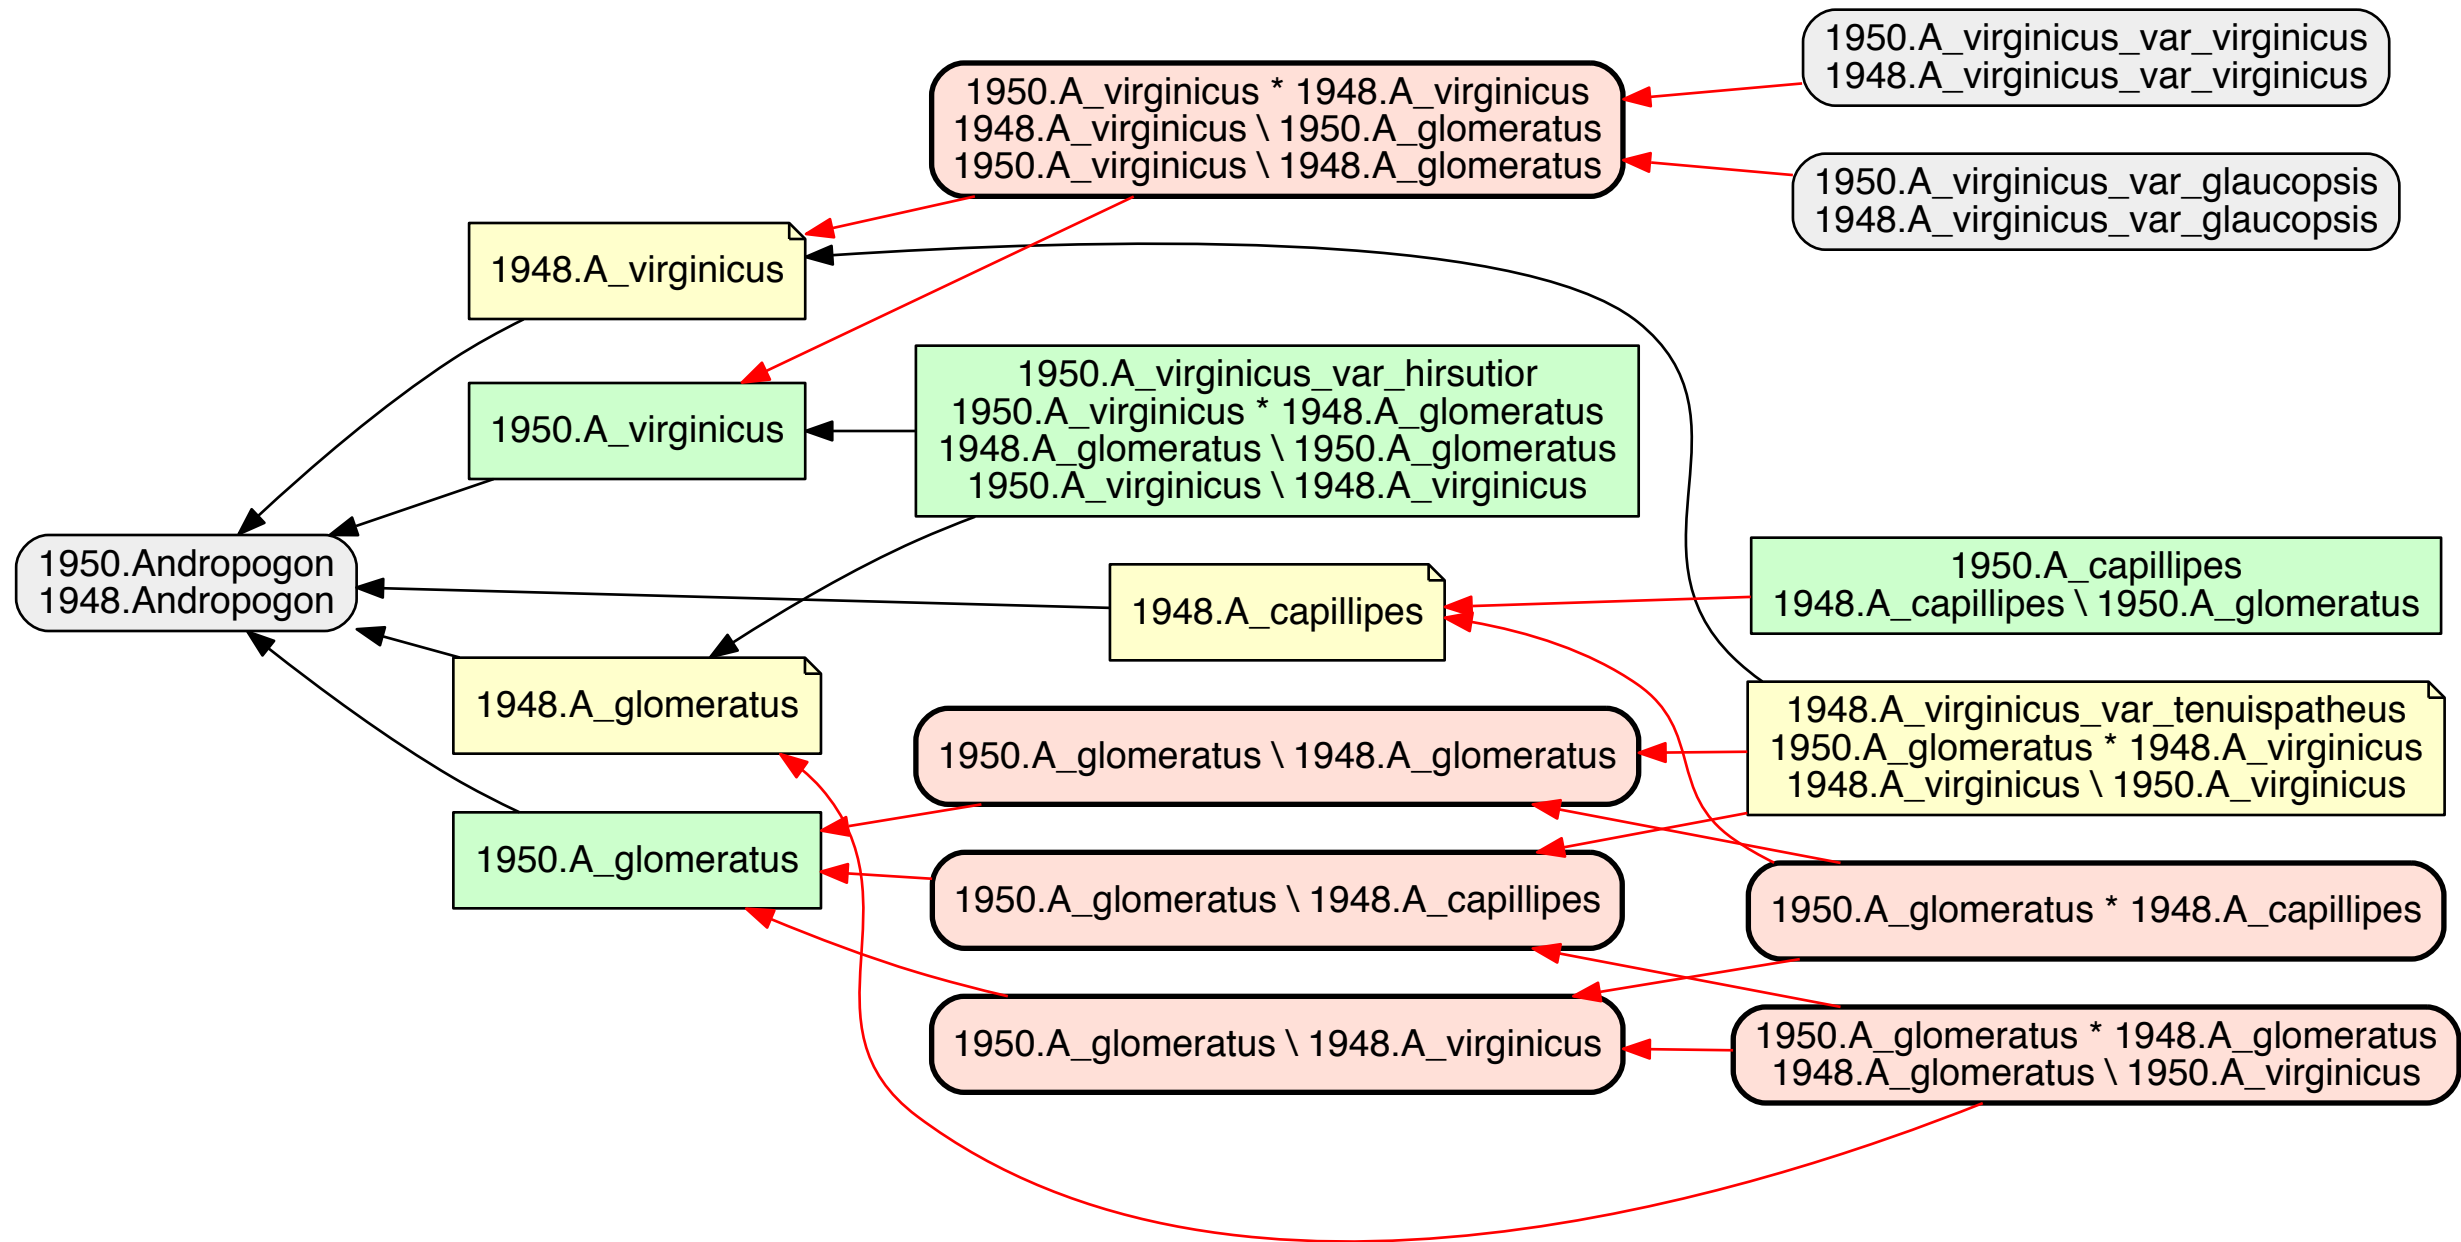 1950.A_virginicus_var_virginicus
1948.A_virginicus_var_virginicus
1950.A_virginicus * 1948.A_virginicus
1948.A_virginicus \ 1950.A_glomeratus
1950.A_virginicus \ 1948.A_glomeratus
1950.A_virginicus_var_glaucopsis
1948.A_virginicus_var_glaucopsis
1948.A_virginicus
1950.A_virginicus
1950.A_virginicus_var_hirsutior
1950.A_virginicus * 1948.A_glomeratus
1948.A_glomeratus \ 1950.A_glomeratus
1950.A_virginicus \ 1948.A_virginicus
1950.Andropogon
1948.Andropogon
1948.A_capillipes
1950.A_capillipes
1948.A_capillipes \ 1950.A_glomeratus
1948.A_glomeratus
1950.A_glomeratus \ 1948.A_glomeratus
1948.A_virginicus_var_tenuispatheus
1950.A_glomeratus * 1948.A_virginicus
1948.A_virginicus \ 1950.A_virginicus
1950.A_glomeratus
1950.A_glomeratus \ 1948.A_capillipes
1950.A_glomeratus * 1948.A_capillipes
1950.A_glomeratus \ 1948.A_virginicus
1950.A_glomeratus * 1948.A_glomeratus
1948.A_glomeratus \ 1950.A_virginicus